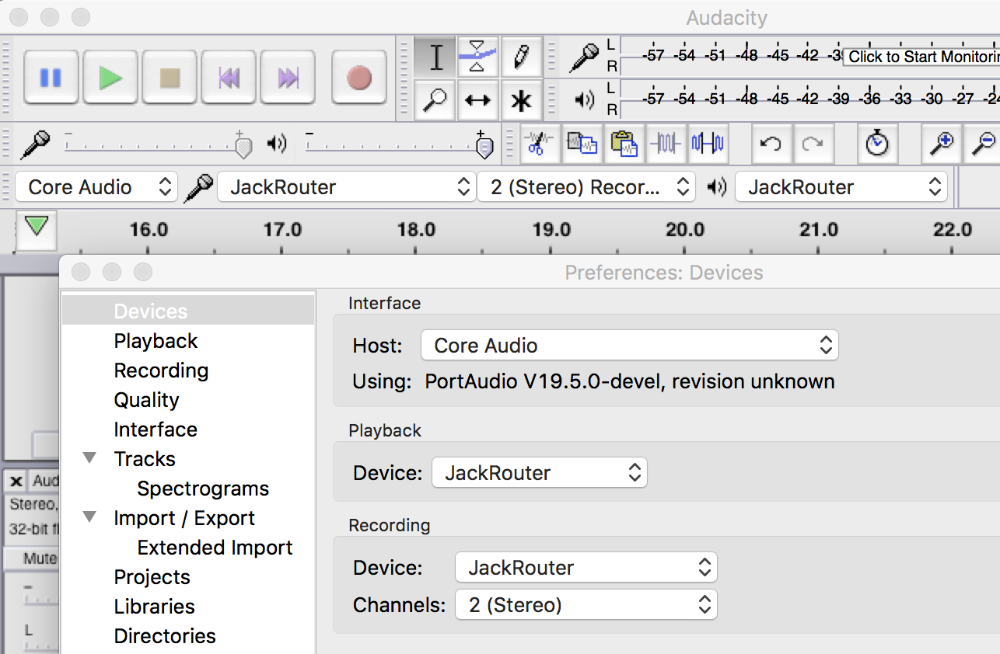 Audacity
L
R
-57 -54 -51 -48 -45 -42 -39 Click to Start Monitorin
L
R
-57 -54 -51 -48 -45 -42 -39 -36 -33 -30 -27 -24
Core Audio JackRouter 2 (Stereo) Recor... JackRouter
16.0 17.0 18.0 19.0 20.0 21.0 22.0
Preferences: Devices
Devices
Playback
Recording
Quality
Interface
Tracks
Spectrograms
Import / Export
Extended Import
Projects
Libraries
Directories
Interface
Host: Core Audio
Using: PortAudio V19.5.0-devel, revision unknown
Playback
Device: JackRouter
Recording
Device: JackRouter
Channels: 2 (Stereo)
X Aud
Stereo,
32-bit fl
Mute
L